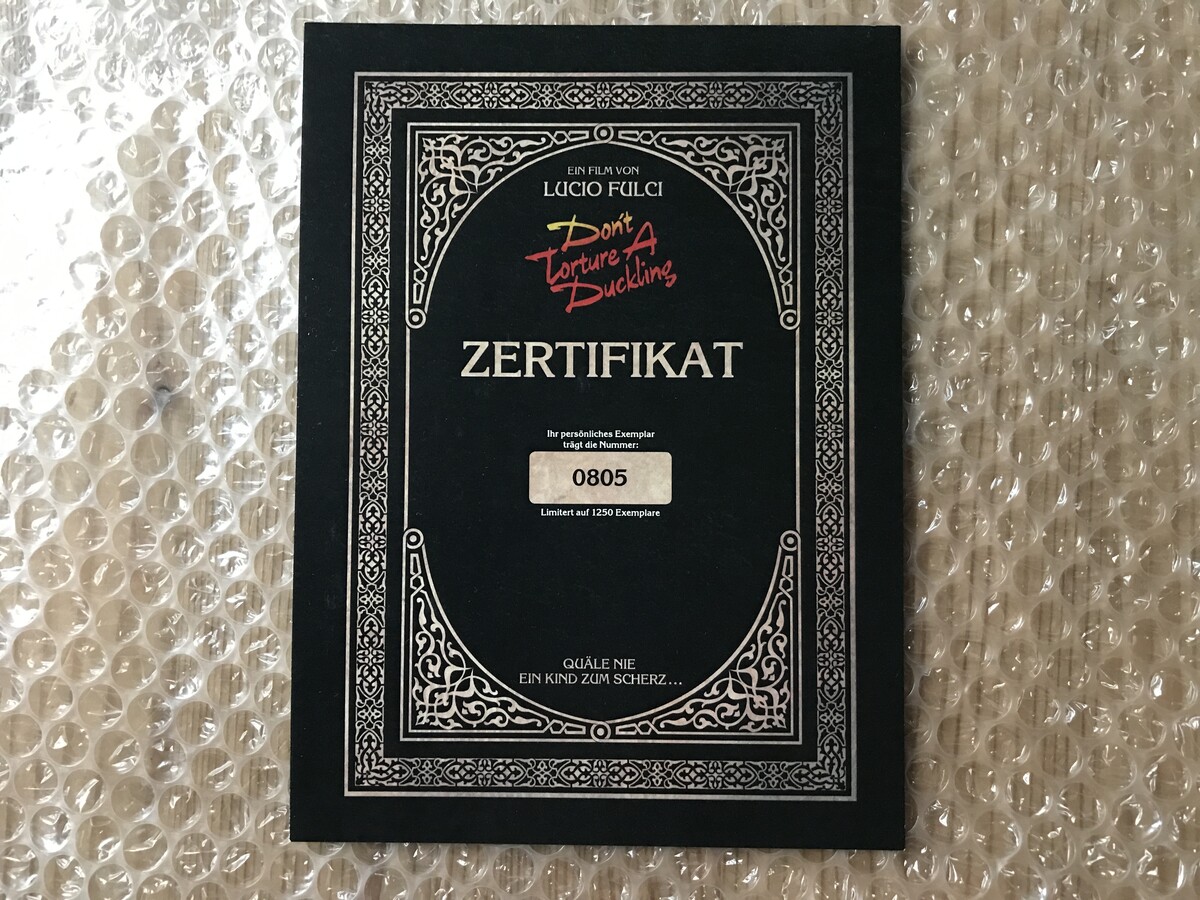 EIN FILM VON
LUCIO FULCI
Don't
Torture A
Duckling
ZERTIFIKAT
Ihr persönliches Exemplar
trägt die Nummer:
0805
Limitert auf 1250 Exemplare
QUÄLE NIE
EIN KIND ZUM SCHERZ...